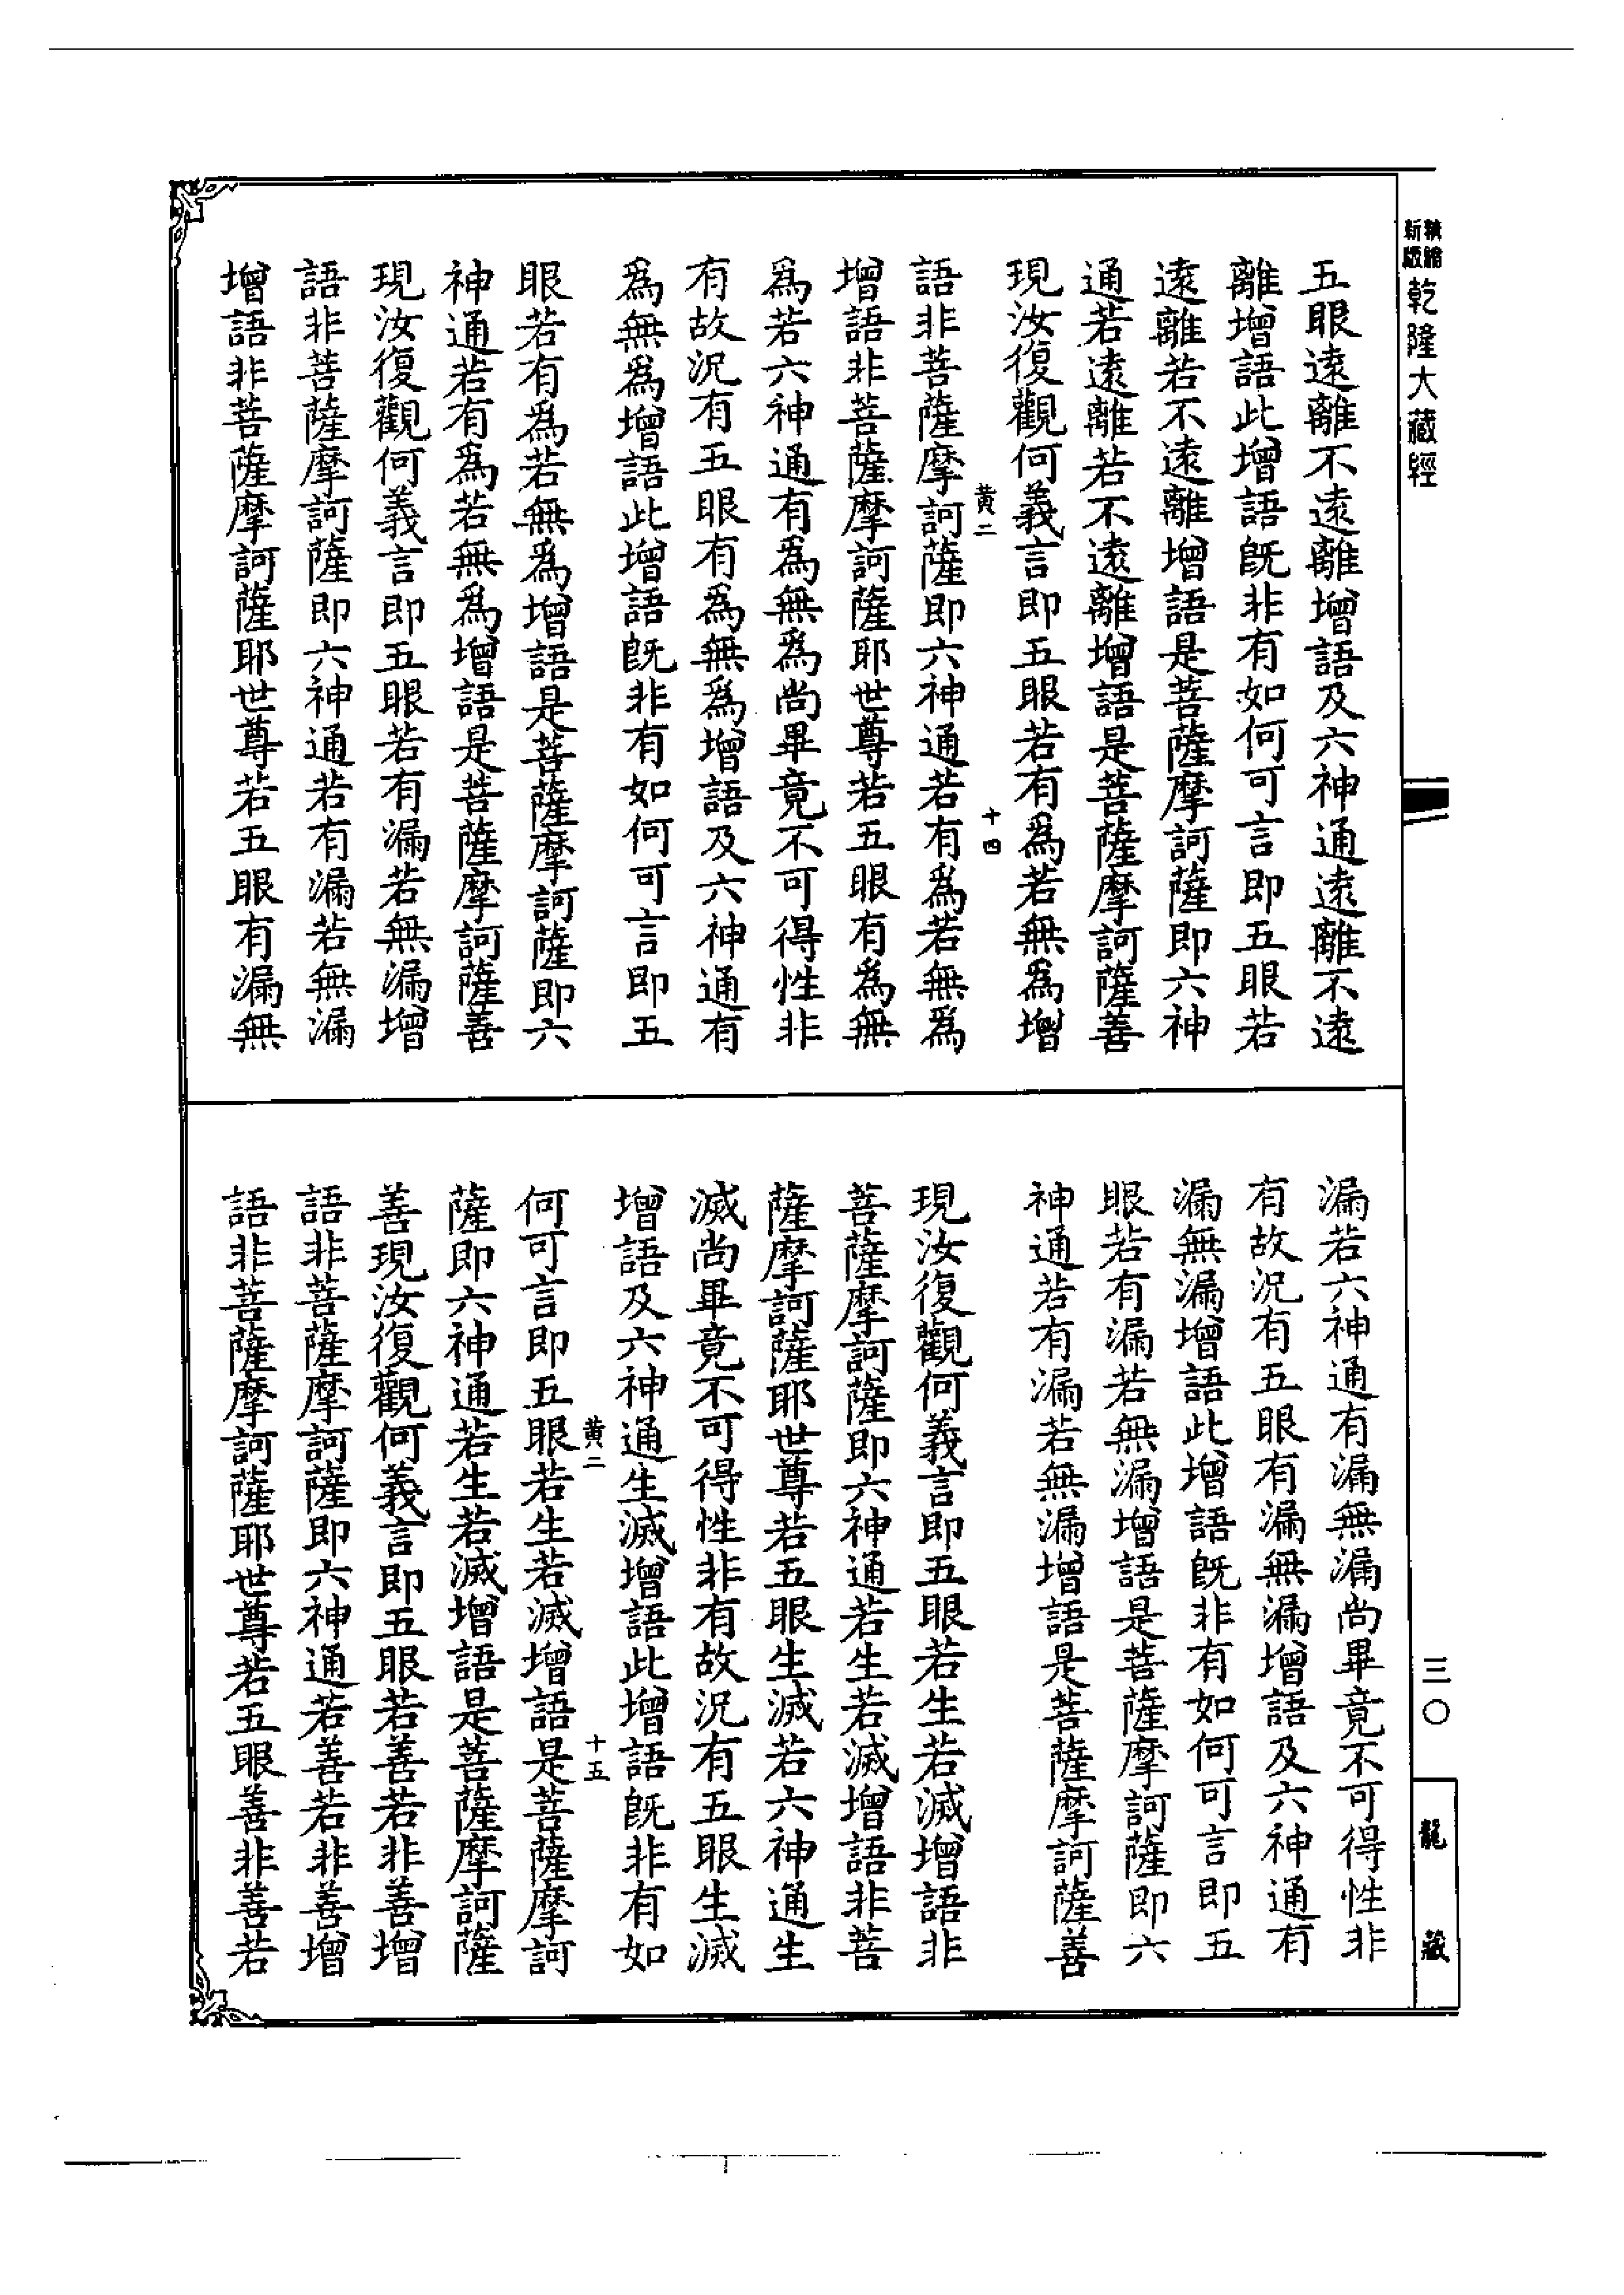 新縮
版精
乾隆大藏經
五眼遠離不遠離增語及六神通遠離不遠
離增語此增語既非有如何可言即五眼若
遠離若不遠離增語是菩薩摩訶薩即六神
通若遠離若不遠離增語是菩薩摩訶薩善
現汝復觀何義言即五眼若有為若無為增
黃二
十四
語非菩薩摩訶薩即六神通若有為若無為
增語非菩薩摩訶薩耶世尊若五眼有為無
為若六神通有為無為尚畢竟不可得性非
有故況有五眼有為無為增語及六神通有
為無為增語此增語既非有如何可言即五
眼若有為若無為增語是菩薩摩訶薩即六
神通若有為若無為增語是菩薩摩訶薩善
現汝復觀何義言即五眼若有漏若無漏增
語非菩薩摩訶薩即六神通若有漏若無漏
增語非菩薩摩訶薩耶世尊若五眼有漏無
漏若六神通有漏無漏尚畢竟不可得性非
有故況有五眼有漏無漏增語及六神通有
漏無漏增語此增語既非有如何可言即五
眼若有漏若無漏增語是菩薩摩訶薩即六
神通若有漏若無漏增語是菩薩摩訶薩善
現汝復觀何義言即五眼若生若滅增語非
菩薩摩訶薩即六神通若生若滅增語非菩
薩摩訶薩耶世尊若五眼生滅若六神通生
滅尚畢竟不可得性非有故況有五眼生滅
增語及六神通生滅增語此增語既非有如
黃二
十五
何可言即五眼若生若滅增語是菩薩摩訶
薩即六神通若生若滅增語是菩薩摩訶薩
善現汝復觀何義言即五眼若善若非善增
語非菩薩摩訶薩即六神通若善若非善增
語非菩薩摩訶薩耶世尊若五眼善非善若
三〇
龍藏